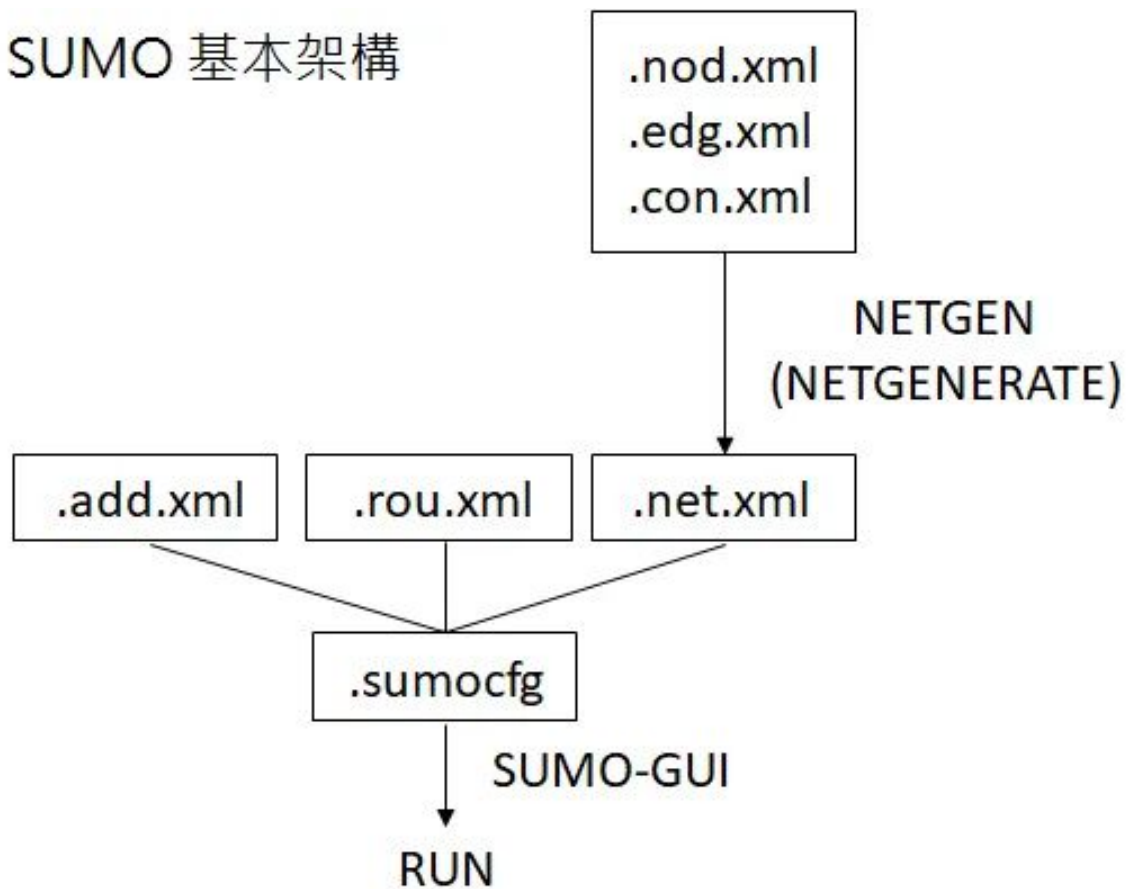 SUMO 基本架構
.nod.xml
.edg.xml
.con.xml
NETGEN
(NETGENERATE)
.add.xml
.rou.xml
.net.xml
.sumocfg
SUMO-GUI
RUN